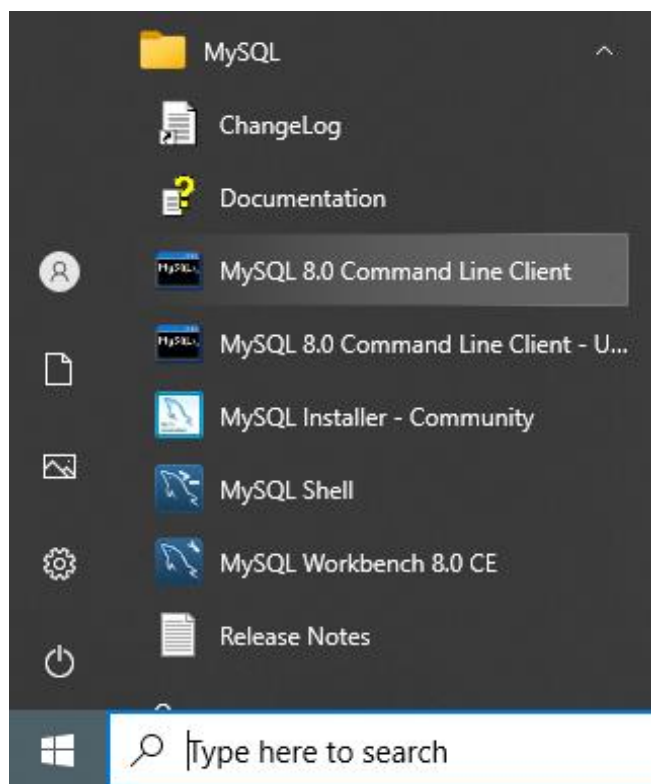 MySQL
ChangeLog
Documentation
MySQL 8.0 Command Line Client
MySQL 8.0 Command Line Client - U...
MySQL Installer - Community
MySQL Shell
MySQL Workbench 8.0 CE
Release Notes
Type here to search